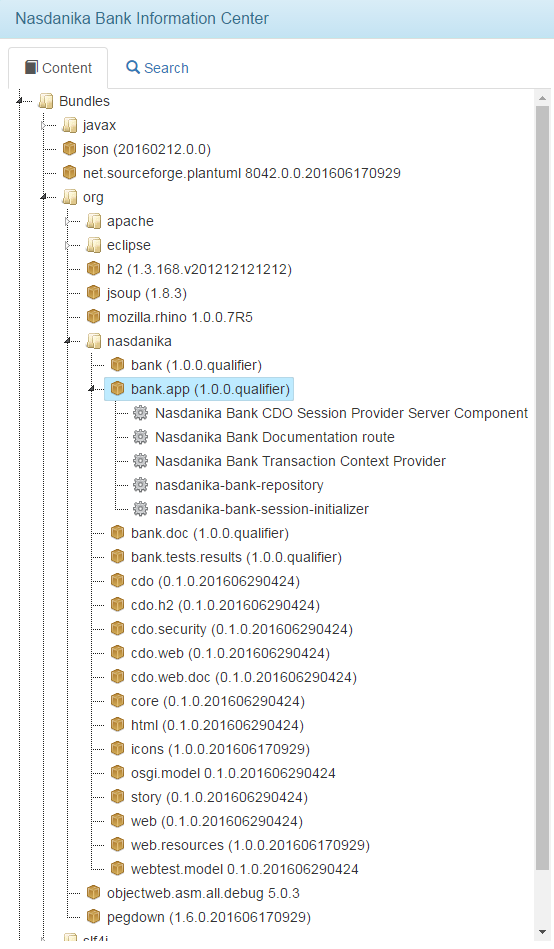 Nasdanika Bank Information Center
Content
Search
Bundles
javax
json (20160212.0.0)
net.sourceforge.plantuml 8042.0.0.201606170929
org
apache
eclipse
h2 (1.3.168.v201212121212)
jsoup (1.8.3)
mozilla.rhino 1.0.0.7R5
nasdanika
bank (1.0.0.qualifier)
bank.app (1.0.0.qualifier)
Nasdanika Bank CDO Session Provider Server Component
Nasdanika Bank Documentation route
Nasdanika Bank Transaction Context Provider
nasdanika-bank-repository
nasdanika-bank-session-initializer
bank.doc (1.0.0.qualifier)
bank.tests.results (1.0.0.qualifier)
cdo (0.1.0.201606290424)
cdo.h2 (0.1.0.201606290424)
cdo.security (0.1.0.201606290424)
cdo.web (0.1.0.201606290424)
cdo.web.doc (0.1.0.201606290424)
core (0.1.0.201606290424)
html (0.1.0.201606290424)
icons (1.0.0.201606170929)
osgi.model 0.1.0.201606290424
story (0.1.0.201606290424)
web (0.1.0.201606290424)
web.resources (1.0.0.201606170929)
webtest.model 0.1.0.201606290424
objectweb.asm.all.debug 5.0.3
pegdown (1.6.0.201606170929)
slf4j